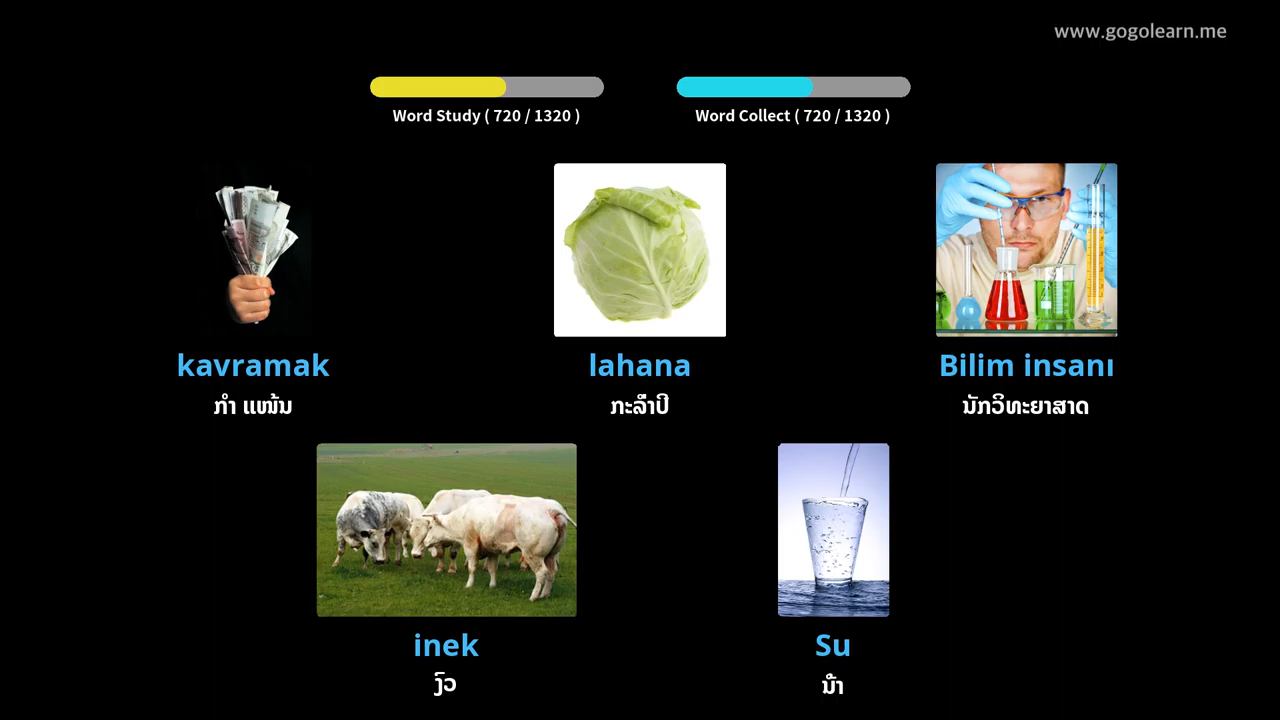 www.gogolearn.me
Word Study ( 720 / 1320 )
Word Collect ( 720 / 1320 )
kavramak
ກຳ ແໜ້ນ
lahana
ກະລ່ຳປີ
Bilim insanı
ນັກວິທະຍາສາດ
inek
ງົວ
Su
ນ້ຳ